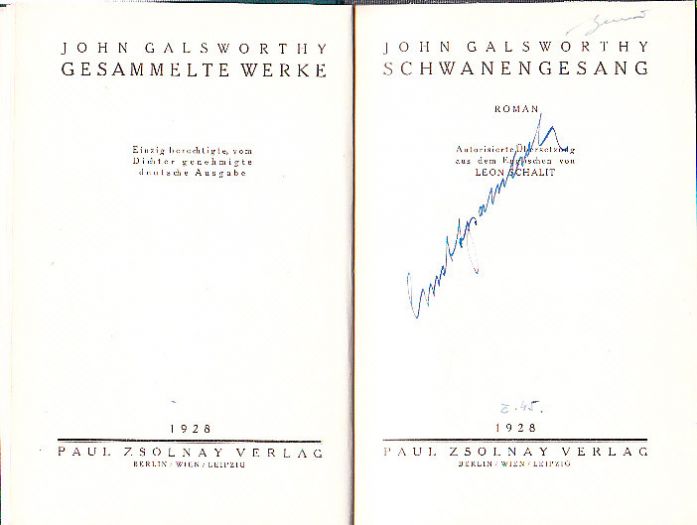 JOHN GALSWORTHY
GESAMMELTE WERKE
Einzig berechtigte, vom
Dichter genehmigte
deutsche Ausgabe
1928
PAUL ZSOLNAY VERLAG
BERLIN / WIEN / LEIPZIG
JOHN GALSWORTHY
SCHWANENGESANG
ROMAN
Autorisierte Übersetzung
aus dem Englischen von
LEON SCHALIT
1928
PAUL ZSOLNAY VERLAG
BERLIN / WIEN / LEIPZIG